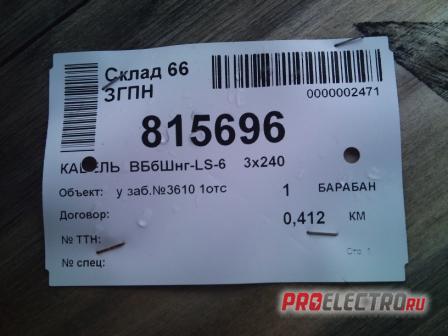 Склад 66
ЗГПН
0000002471
815696
КАБЕЛЬ ВБбШнг-LS-6 3х240
Объект: у заб.№3610 1отс 1 БАРАБАН
Договор: 0,412 КМ
№ ТТН:
№ спец: Стр. 1
PROELECTRO.RU